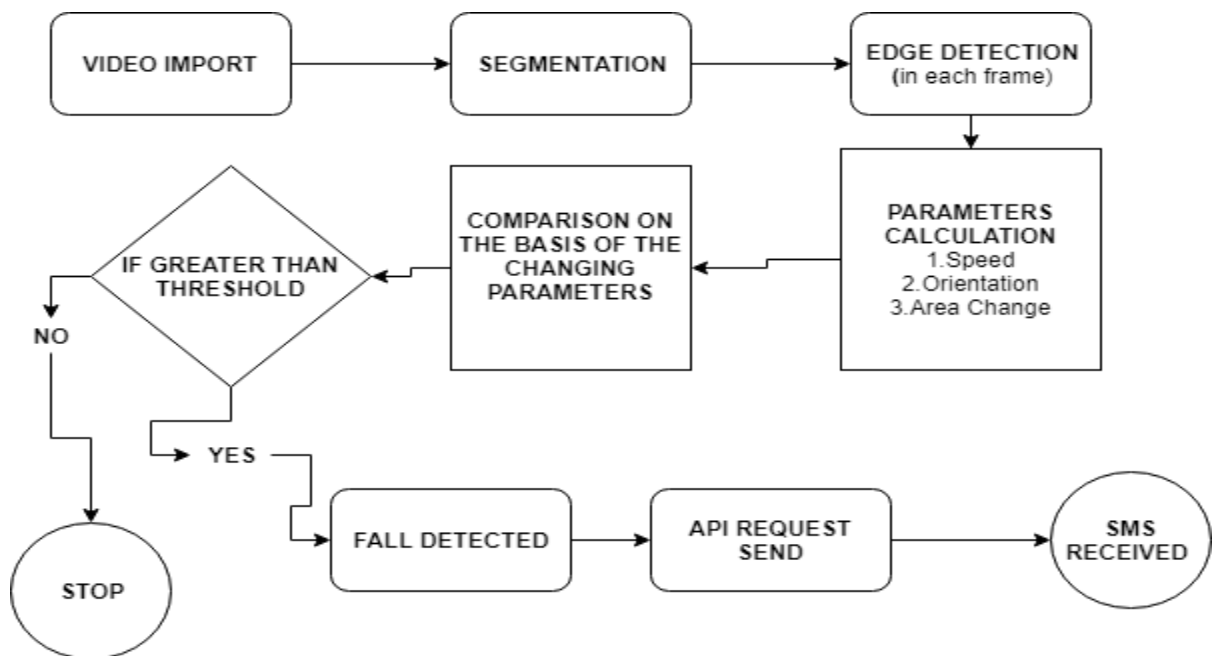 VIDEO IMPORT
SEGMENTATION
EDGE DETECTION
(in each frame)
PARAMETERS
CALCULATION
1.Speed
2.Orientation
3.Area Change
COMPARISON ON
THE BASIS OF THE
CHANGING
PARAMETERS
IF GREATER THAN
THRESHOLD
NO
YES
STOP
FALL DETECTED
API REQUEST
SEND
SMS
RECEIVED